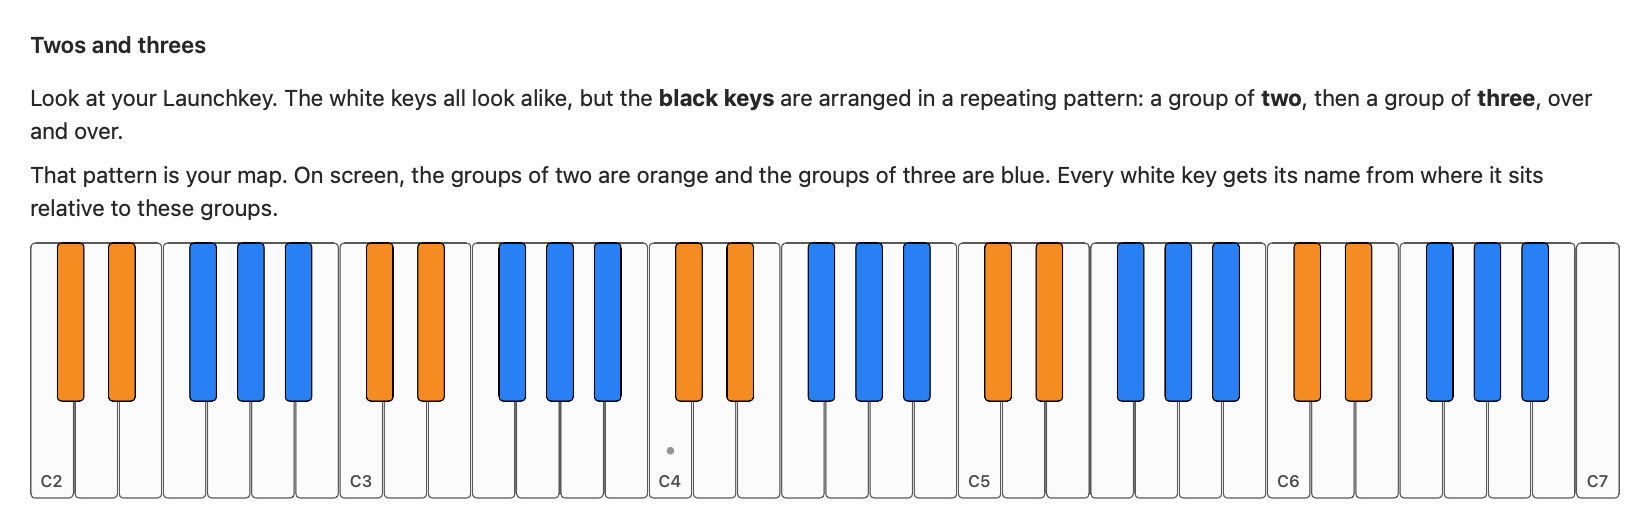 Twos and threes
Look at your Launchkey. The white keys all look alike, but the black keys are arranged in a repeating pattern: a group of two, then a group of three, over
and over.
That pattern is your map. On screen, the groups of two are orange and the groups of three are blue. Every white key gets its name from where it sits
relative to these groups.
C2 C3 C4 C5 C6 C7